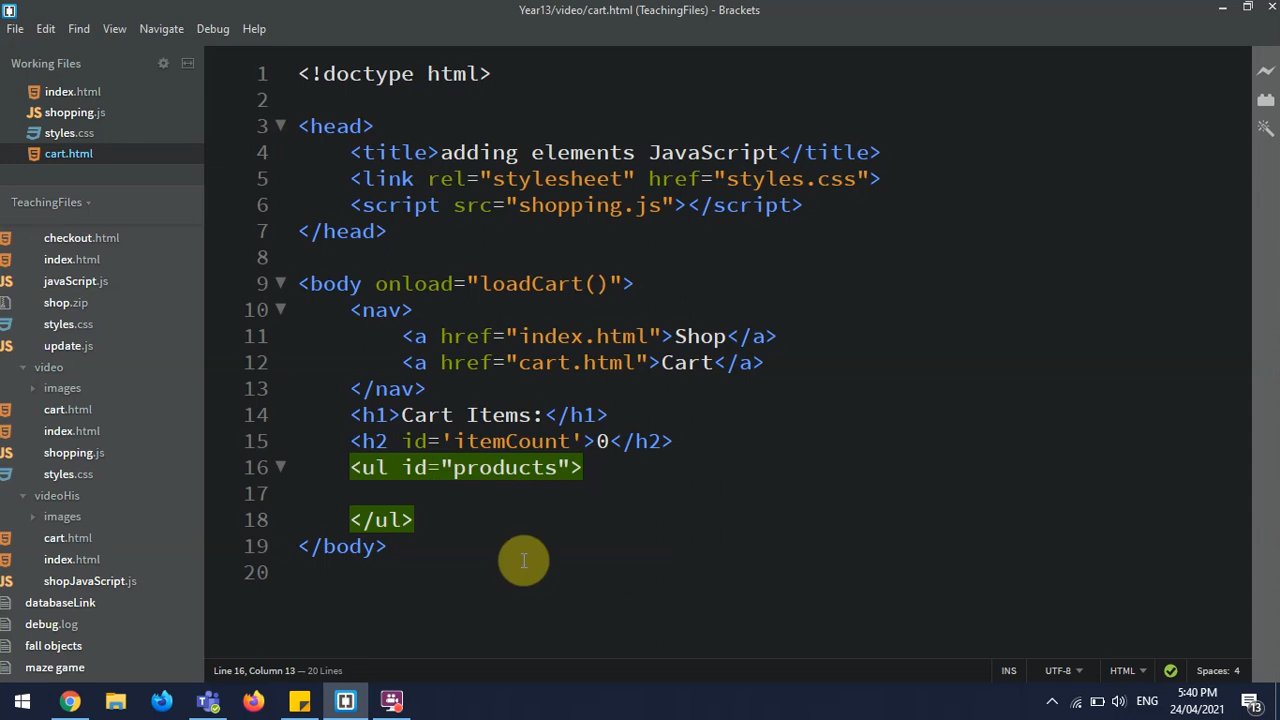 Year13/video/cart.html (TeachingFiles) - Brackets
File Edit Find View Navigate Debug Help
Working Files
index.html
shopping.js
styles.css
cart.html
TeachingFiles
checkout.html
index.html
JS javaScript.js
shop.zip
styles.css
JS update.js
video
images
cart.html
index.html
JS shopping.js
styles.css
videoHis
images
cart.html
index.html
JS shopJavaScript.js
databaseLink
debug.log
fall objects
maze game
1 <!doctype html>
2
3 <head>
4 <title>adding elements JavaScript</title>
5 <link rel="stylesheet" href="styles.css">
6 <script src="shopping.js"></script>
7 </head>
8
9 <body onload="loadCart()">
10 <nav>
11 <a href="index.html">Shop</a>
12 <a href="cart.html">Cart</a>
13 </nav>
14 <h1>Cart Items:</h1>
15 <h2 id='itemCount'>0</h2>
16 <ul id="products">
17
18 </ul>
19 </body>
20
Line 16, Column 13 — 20 Lines
INS UTF-8 HTML Spaces: 4
ENG
5:40 PM
24/04/2021
13